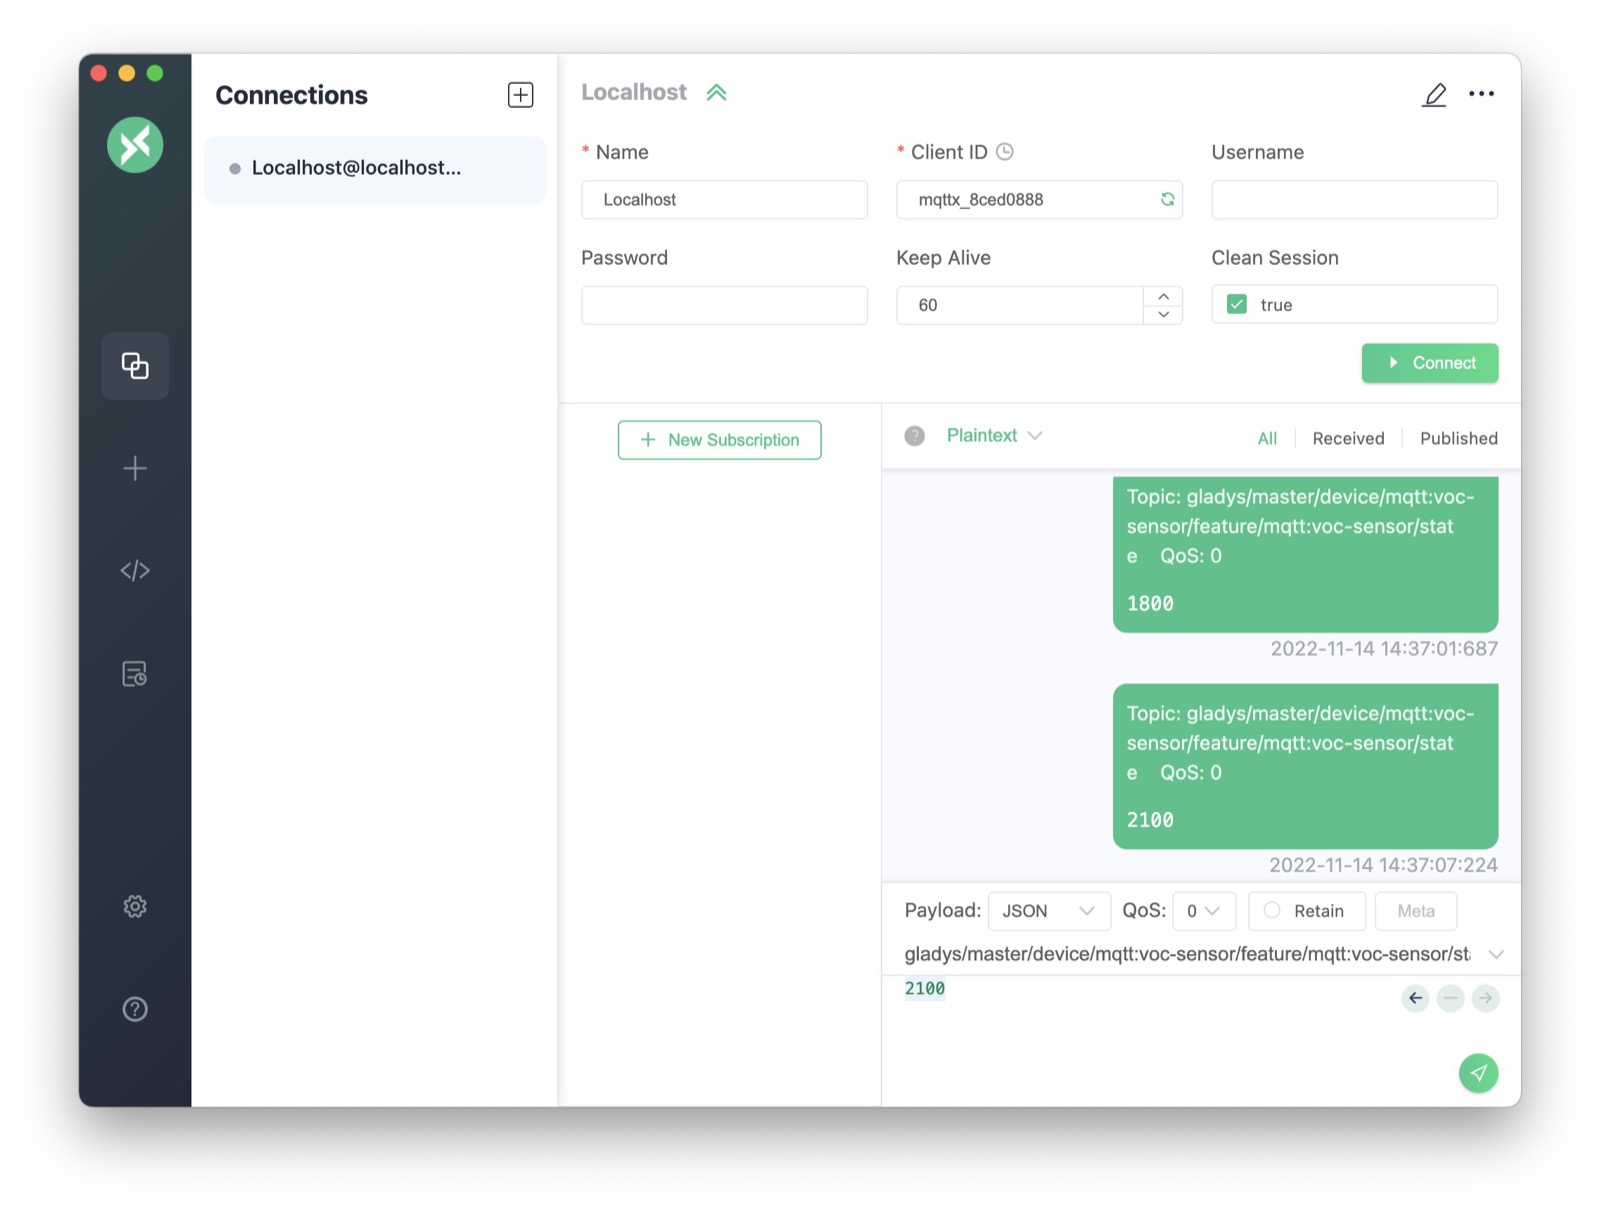 Connections
Localhost@localhost...
Localhost
* Name
* Client ID
Username
Localhost
mqttx_8ced0888
Password
Keep Alive
Clean Session
60
true
Connect
New Subscription
Plaintext
All
Received
Published
Topic: gladys/master/device/mqtt:voc-
sensor/feature/mqtt:voc-sensor/stat
e QoS: 0
1800
2022-11-14 14:37:01:687
Topic: gladys/master/device/mqtt:voc-
sensor/feature/mqtt:voc-sensor/stat
e QoS: 0
2100
2022-11-14 14:37:07:224
Payload: JSON QoS: 0 Retain Meta
gladys/master/device/mqtt:voc-sensor/feature/mqtt:voc-sensor/st
2100